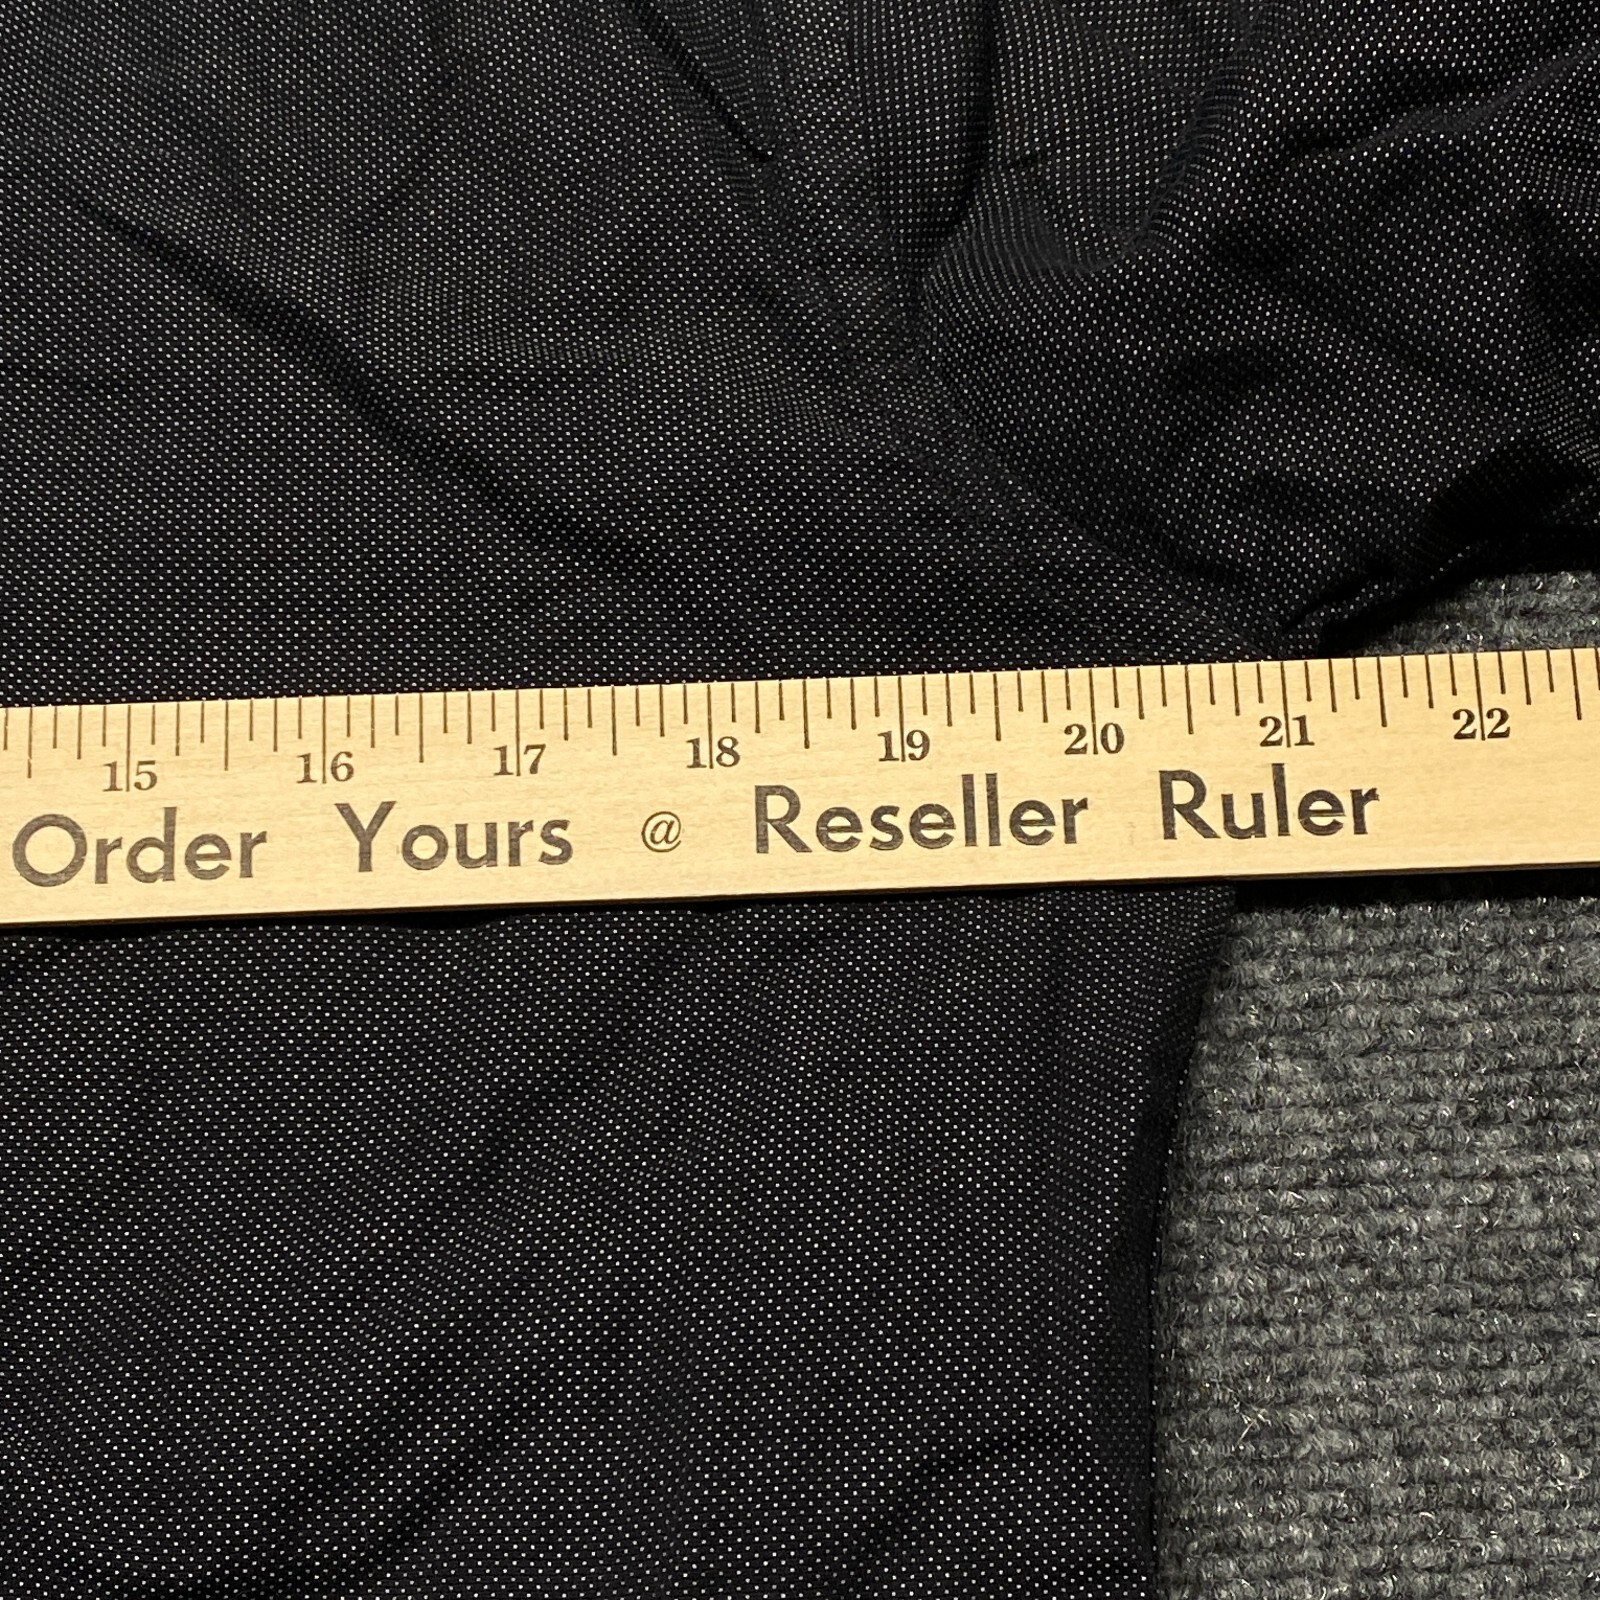 15 16 17 18 19 20 21 22
Order Yours @ Reseller Ruler